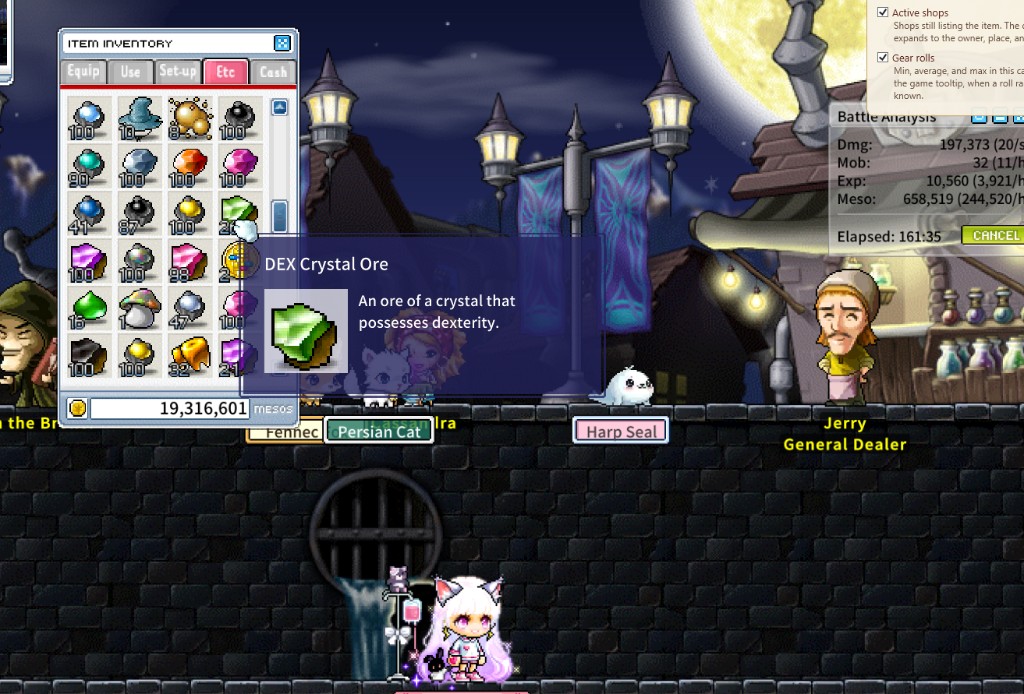 ITEM INVENTORY
Equip
Use
Set-up
Etc
Cash
100
10
8
100
90
100
100
100
41
87
100
100
100
98
2
16
1
47
100
100
100
32
19,316,601
MESOS
DEX Crystal Ore
An ore of a crystal that
possesses dexterity.
Active shops
Shops still listing the item. The
expands to the owner, place, an
Gear rolls
Min, average, and max in this ca
the game tooltip, when a roll ra
known.
Battle Analysis
Dmg: 197,373 (20/s
Mob: 32 (11/h
Exp: 10,560 (3,921/h
Meso: 658,519 (244,520/h
Elapsed: 161:35
CANCEL
the Br
Fennec
Persian Cat
Ira
Harp Seal
Jerry
General Dealer